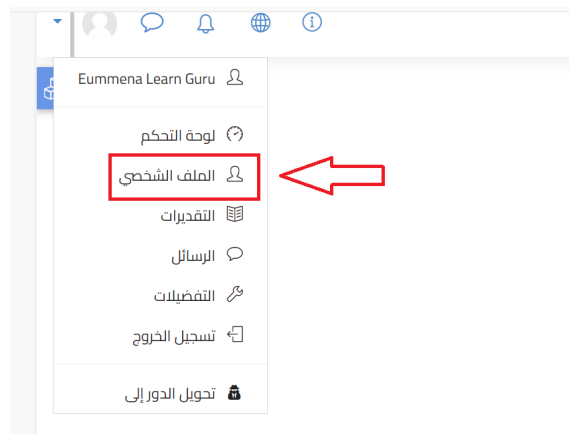 Eummena Learn Guru
لوحة التحكم
الملف الشخصي
التقديرات
الرسائل
التفضيلات
تسجيل الخروج
تحويل الدور إلى